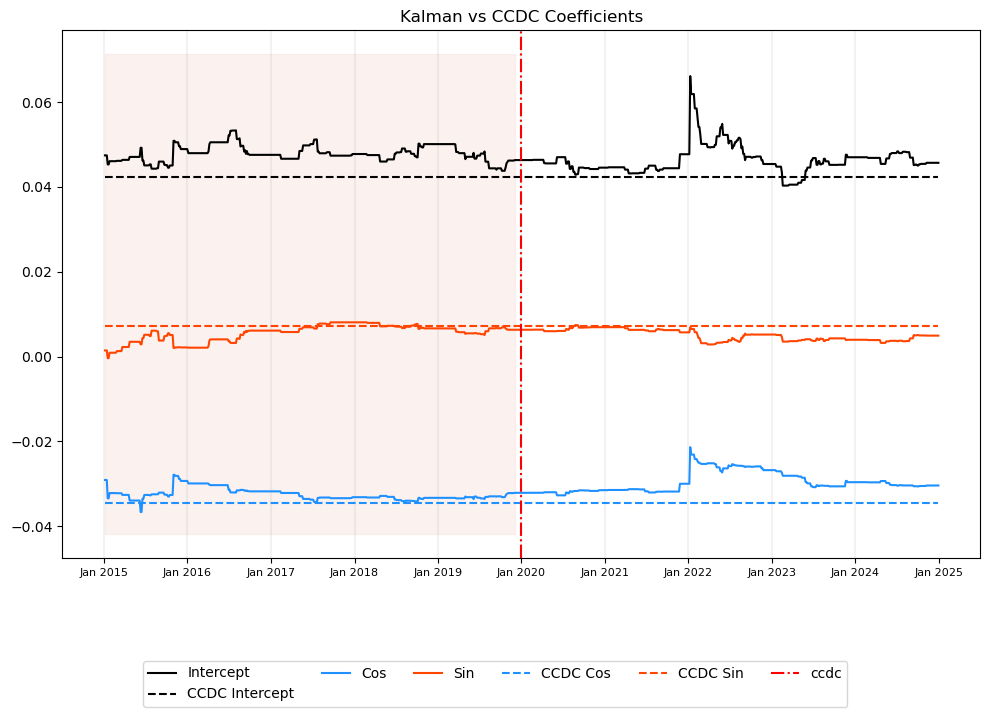 Kalman vs CCDC Coefficients
0.06
0.04
0.02
0.00
−0.02
−0.04
Jan 2015 Jan 2016 Jan 2017 Jan 2018 Jan 2019 Jan 2020 Jan 2021 Jan 2022 Jan 2023 Jan 2024 Jan 2025
Intercept Cos Sin CCDC Cos CCDC Sin ccdc
CCDC Intercept